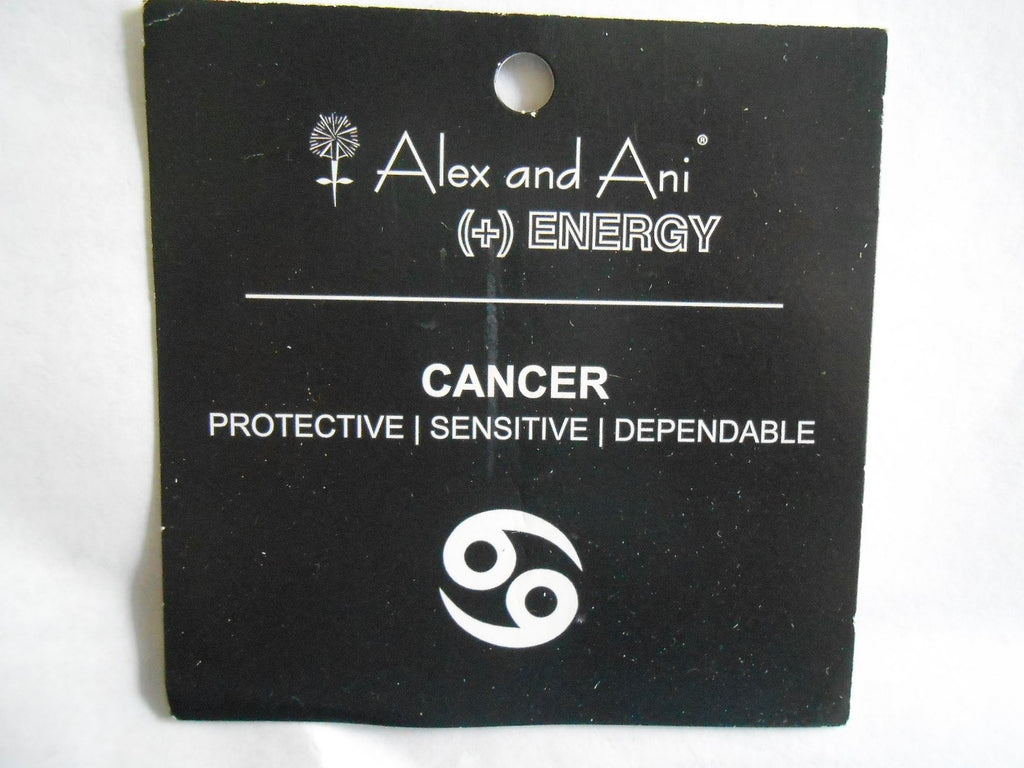 Alex and Ani®
(+) ENERGY
CANCER
PROTECTIVE | SENSITIVE | DEPENDABLE